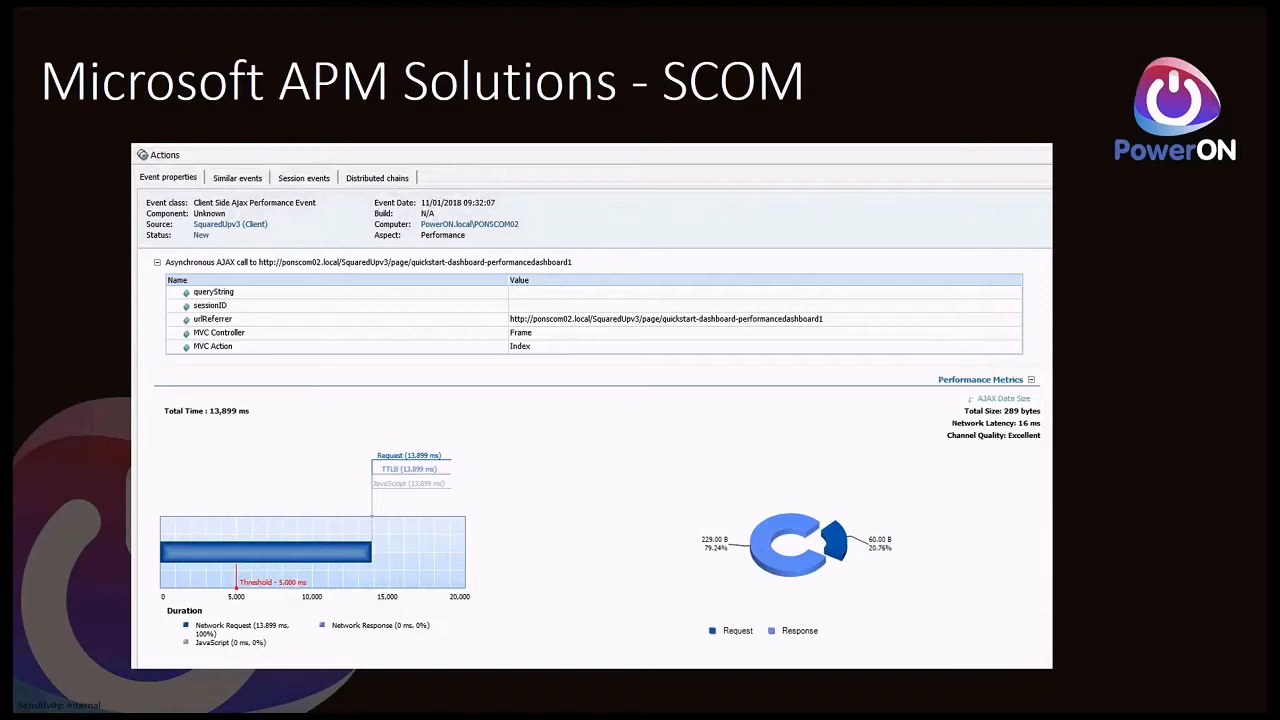 Microsoft APM Solutions - SCOM
PowerON
Actions
Event properties
Similar events
Session events
Distributed chains
Event class: Client Side Ajax Performance Event
Event Date: 11/01/2018 09:32:07
Component: Unknown
Build: N/A
Source: SquaredUpv3 (Client)
Computer: PowerON.local\PONSCOM02
Status: New
Aspect: Performance
Asynchronous AJAX call to http://ponscom02.local/SquaredUpv3/page/quickstart-dashboard-performancedashboard1
Name Value
queryString
sessionID
urlReferrer http://ponscom02.local/SquaredUpv3/page/quickstart-dashboard-performancedashboard1
MVC Controller Frame
MVC Action Index
Performance Metrics
AJAX Data Size
Total Time : 13,899 ms
Total Size: 289 bytes
Network Latency: 16 ms
Channel Quality: Excellent
Request (13,899 ms)
TTLB (13,899 ms)
JavaScript (13,899 ms)
Threshold - 5,000 ms
0 5,000 10,000 15,000 20,000
Duration
Network Request (13,899 ms, 100%)
Network Response (0 ms, 0%)
JavaScript (0 ms, 0%)
229.00 B
79.24%
60.00 B
20.76%
Request Response
Sensitivity: Internal